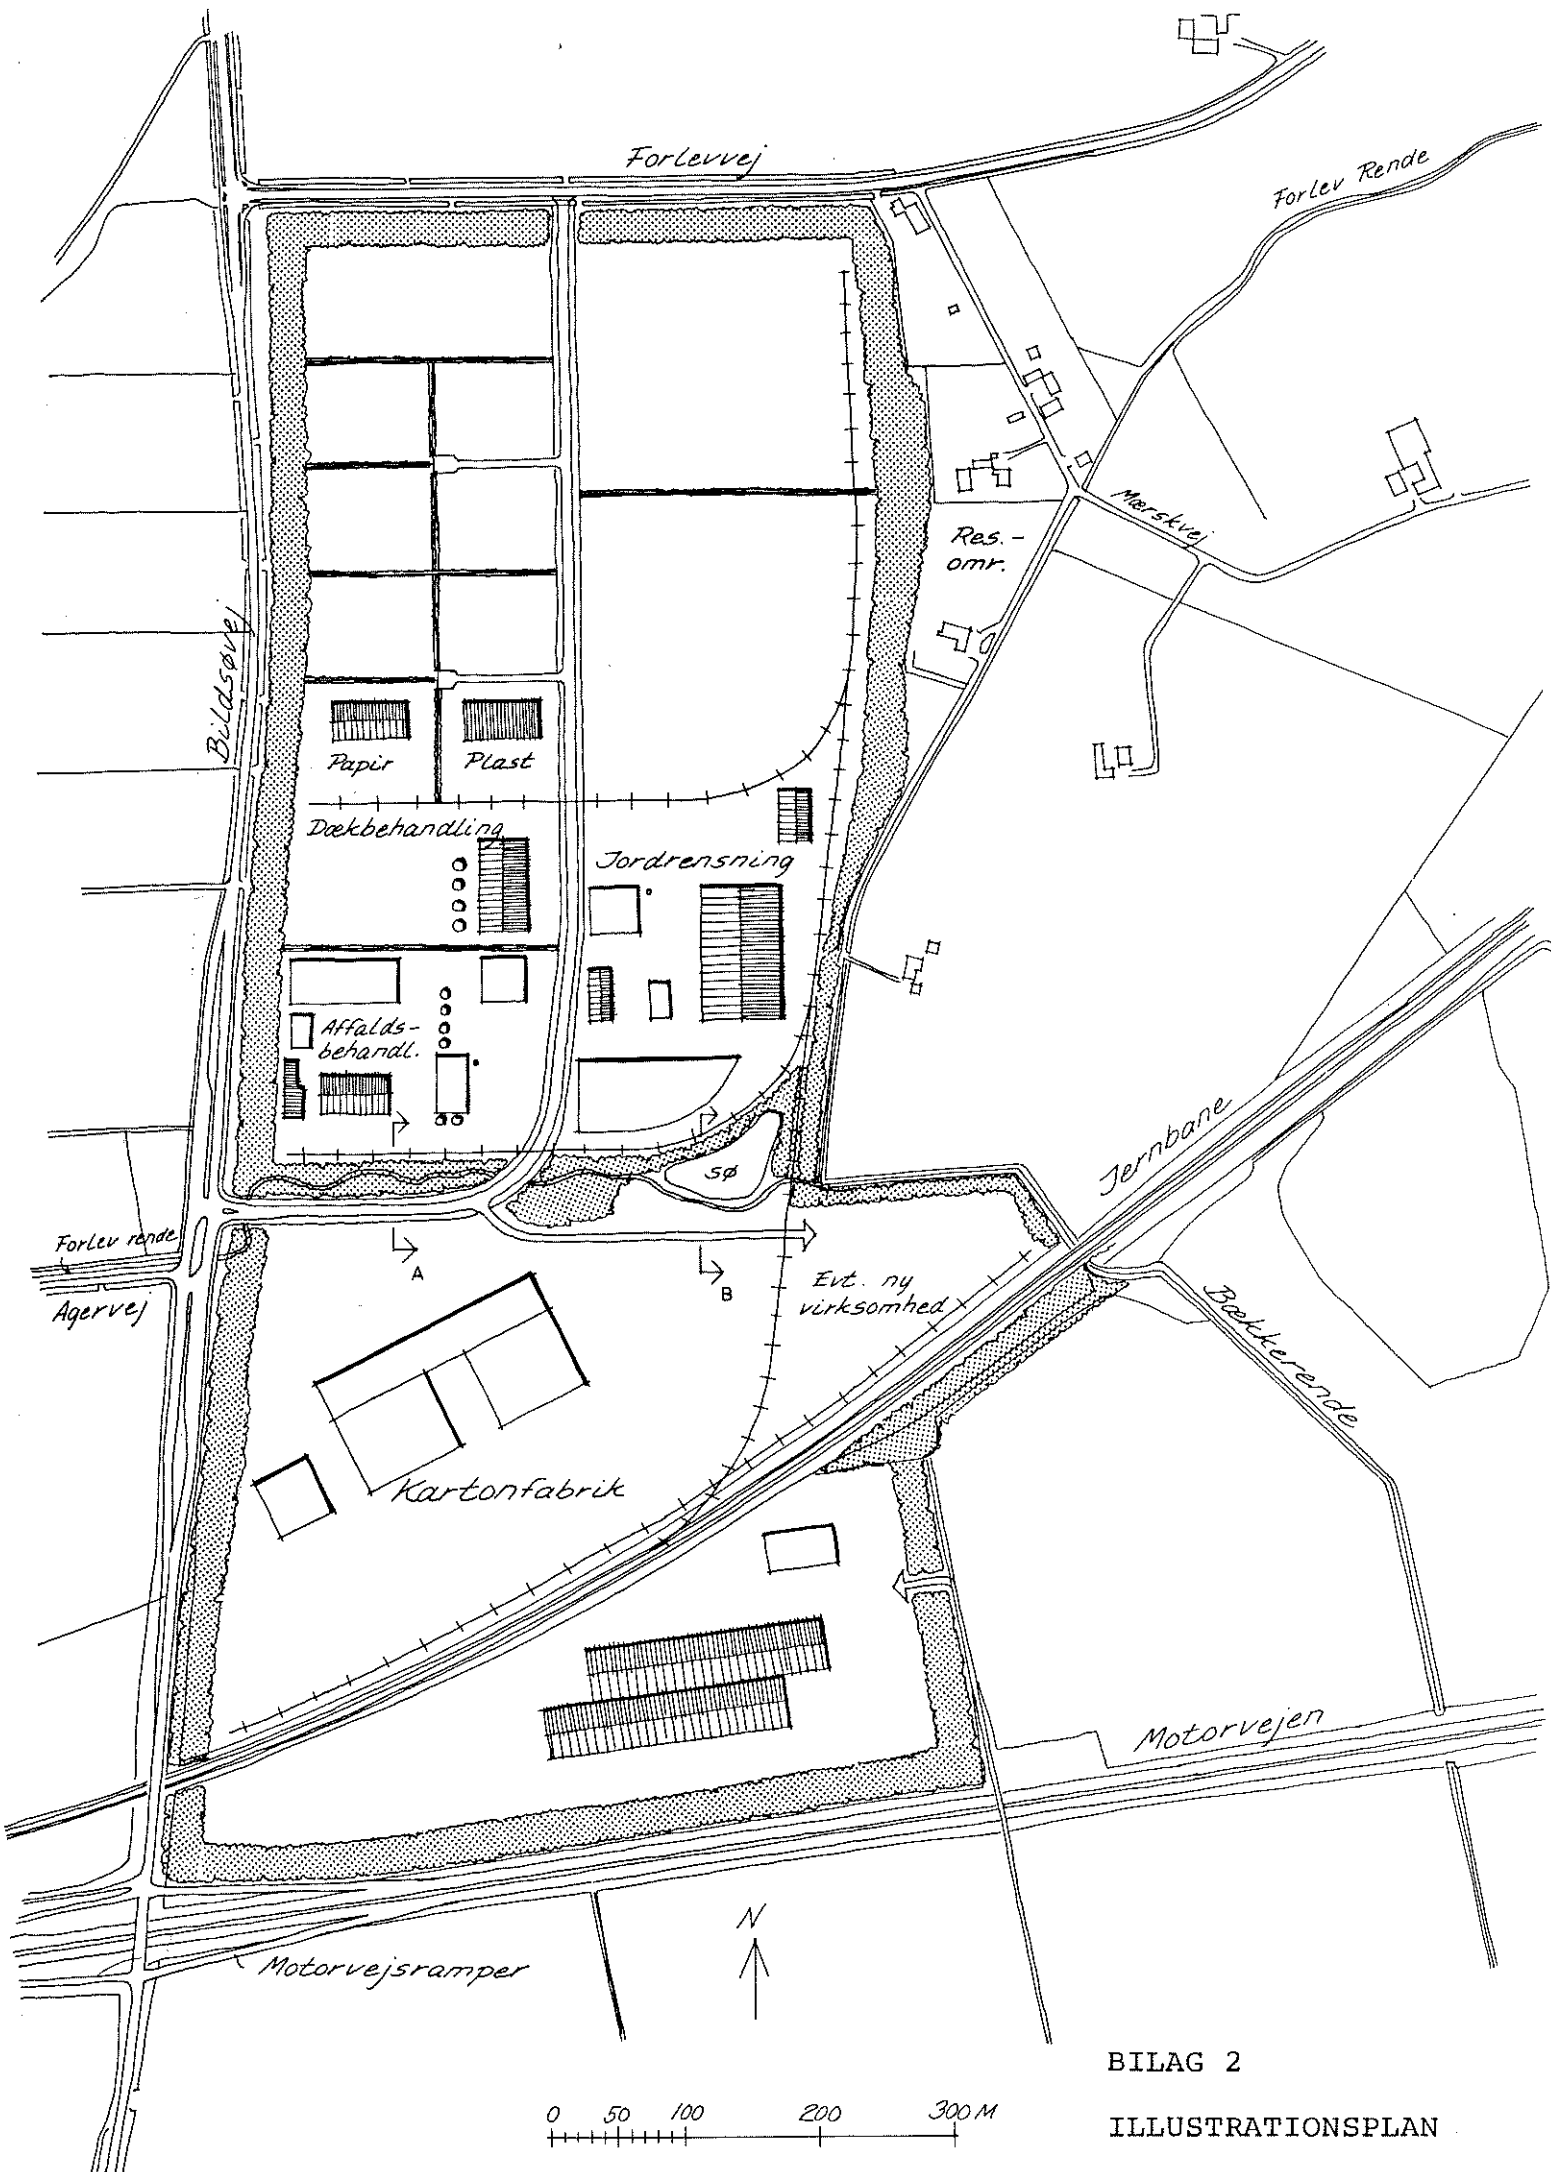 Forlevvej
Forlev Rende
Mærskvej
Res.-
omr.
Bildsøvej
Papir
Plast
Dækbehandling
Jordrensning
Affalds-
behandl.
Jernbane
SØ
Forlev rende
Agervej
A
B
Evt. ny
virksomhed
Bækkerende
Kartonfabrik
Motorvejen
Motorvejsramper
N
BILAG 2
0 50 100 200 300 M
ILLUSTRATIONSPLAN